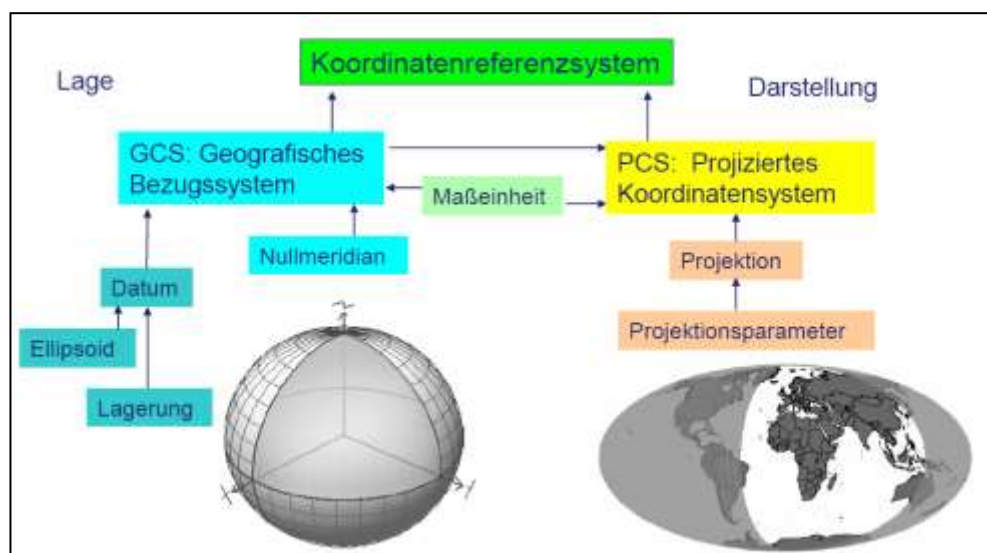 Koordinatenreferenzsystem
Lage
Darstellung
GCS: Geografisches
Bezugssystem
PCS: Projiziertes
Koordinatensystem
Maßeinheit
Nullmeridian
Projektion
Datum
Projektionsparameter
Ellipsoid
Lagerung